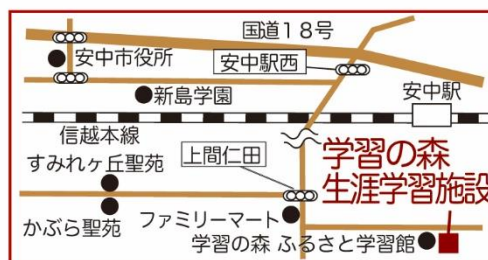 国道18号
安中市役所
安中駅西
新島学園
安中駅
信越本線
学習の森
生涯学習施設
すみれヶ丘聖苑
上間仁田
かぶら聖苑
ファミリーマート
学習の森 ふるさと学習館